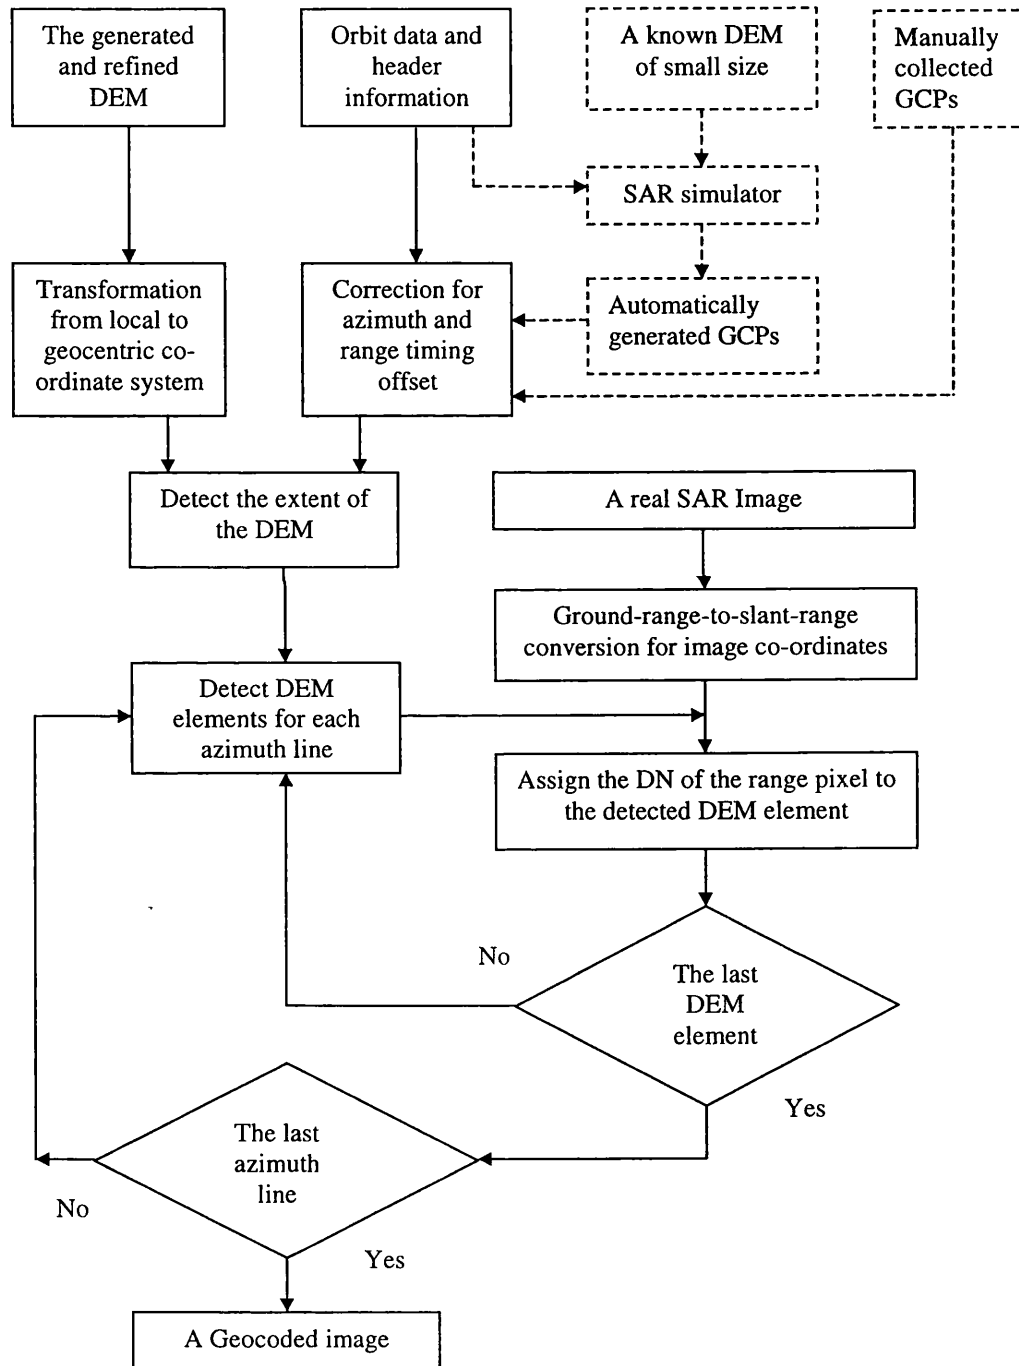 The generated
and refined
DEM
Orbit data and
header
information
A known DEM
of small size
Manually
collected
GCPs
SAR simulator
Transformation
from local to
geocentric co-
ordinate system
Correction for
azimuth and
range timing
offset
Automatically
generated GCPs
Detect the extent of
the DEM
A real SAR Image
Ground-range-to-slant-range
conversion for image co-ordinates
Detect DEM
elements for each
azimuth line
Assign the DN of the range pixel to
the detected DEM element
No
The last
DEM
element
Yes
The last
azimuth
line
No
Yes
A Geocoded image